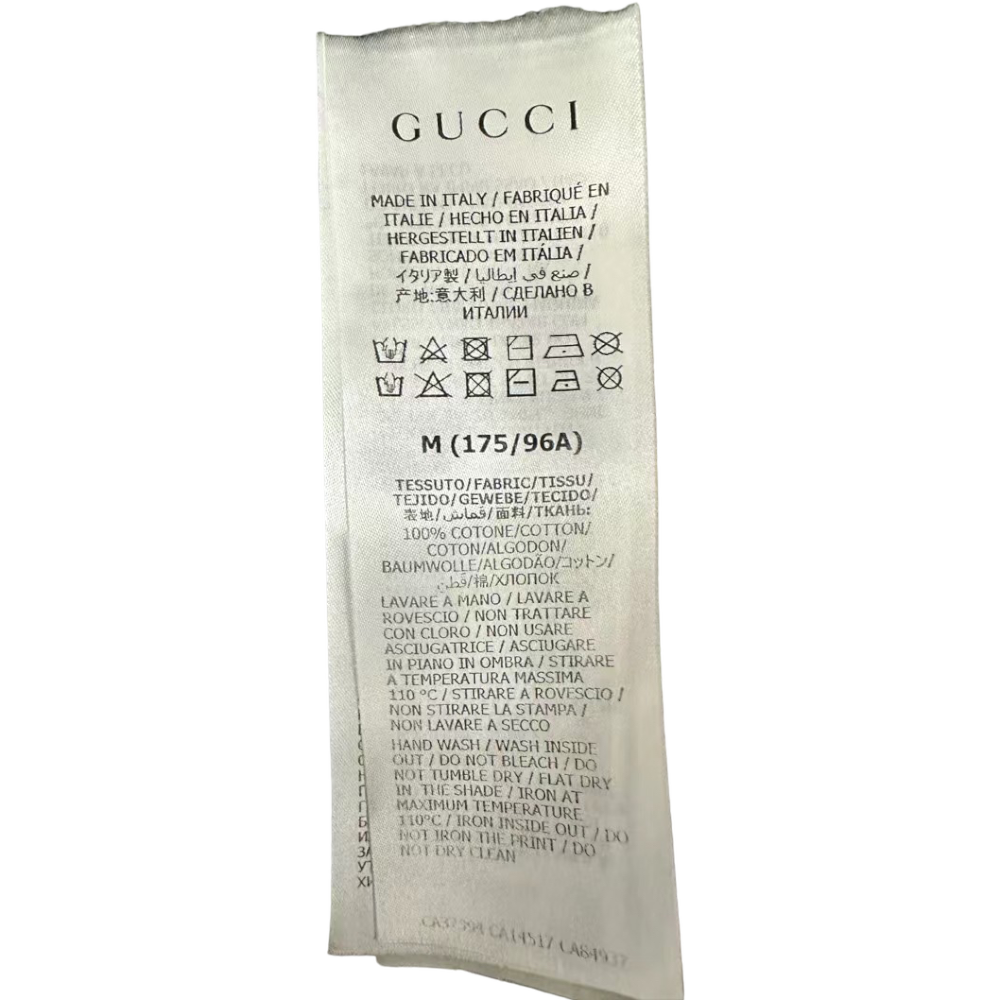 GUCCI
MADE IN ITALY / FABRIQUÉ EN
ITALIE / HECHO EN ITALIA /
HERGESTELLT IN ITALIEN /
FABRICADO EM ITÁLIA /
イタリア製 / صنع في إيطاليا /
产地:意大利 / СДЕЛАНО В
ИТАЛИИ
M (175/96A)
TESSUTO/FABRIC/TISSU/
TEJIDO/GEWEBE/TECIDO/
表地/قماش/面料/ТКАНЬ:
100% COTONE/COTTON/
COTON/ALGODON/
BAUMWOLLE/ALGODÃO/コットン/
قطن/棉/ХЛОПОК
LAVARE A MANO / LAVARE A
ROVESCIO / NON TRATTARE
CON CLORO / NON USARE
ASCIUGATRICE / ASCIUGARE
IN PIANO IN OMBRA / STIRARE
A TEMPERATURA MASSIMA
110 °C / STIRARE A ROVESCIO /
NON STIRARE LA STAMPA /
NON LAVARE A SECCO
HAND WASH / WASH INSIDE
OUT / DO NOT BLEACH / DO
NOT TUMBLE DRY / FLAT DRY
IN THE SHADE / IRON AT
MAXIMUM TEMPERATURE
110°C / IRON INSIDE OUT / DO
NOT IRON THE PRINT / DO
NOT DRY CLEAN
CA37394 CA14517 CA64937